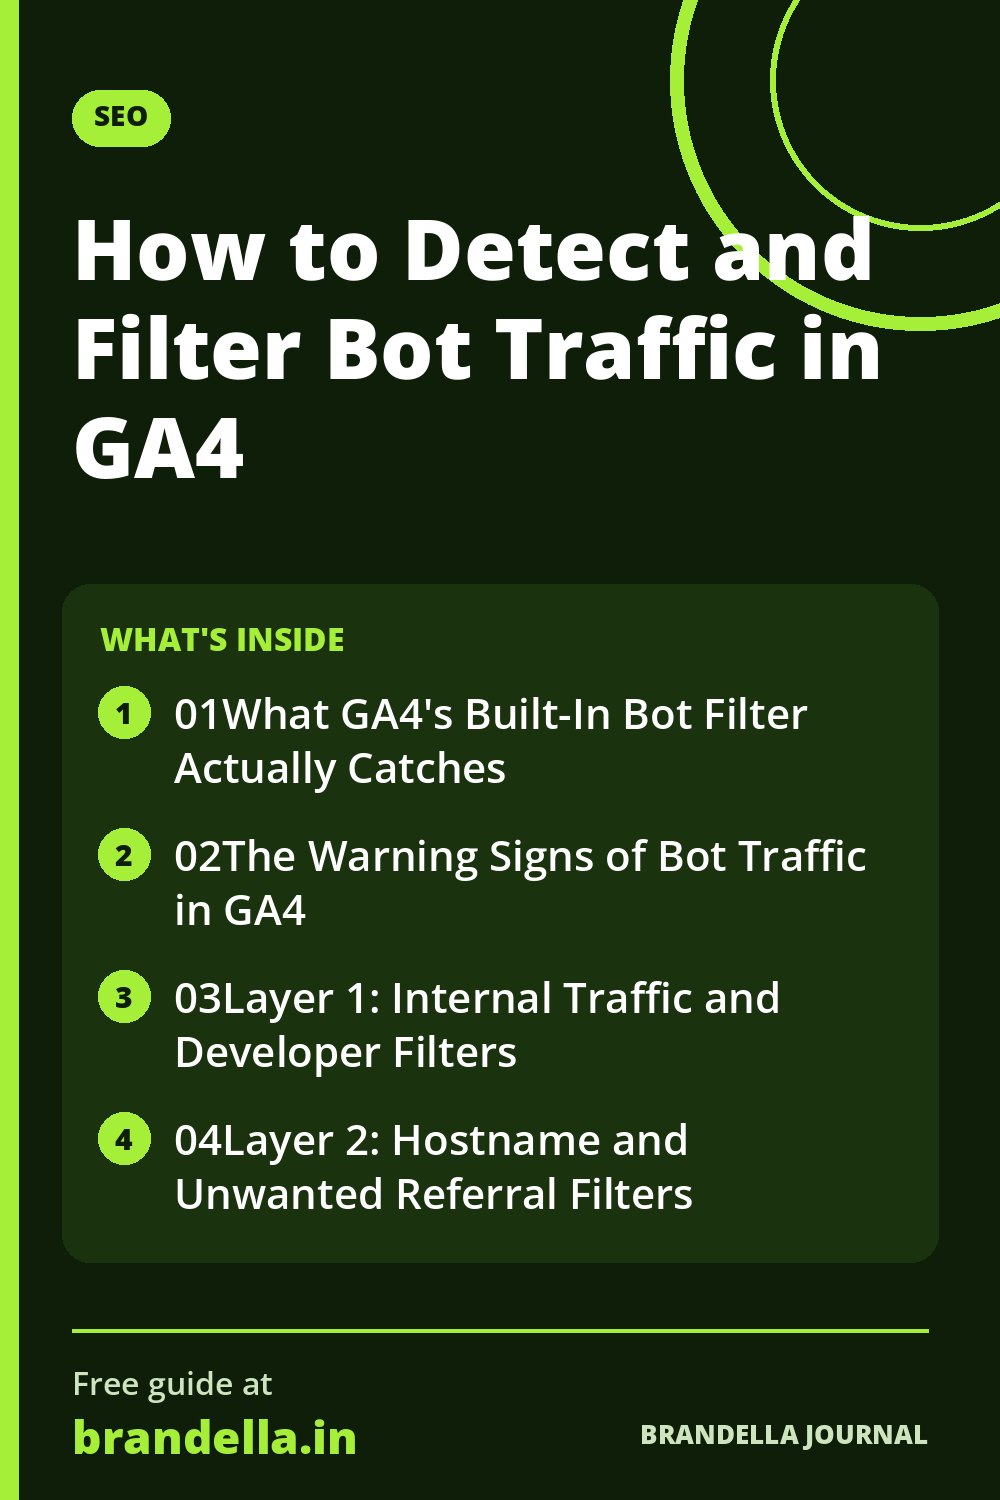 SEO
How to Detect and
Filter Bot Traffic in
GA4
WHAT'S INSIDE
1 01What GA4's Built-In Bot Filter
Actually Catches
2 02The Warning Signs of Bot Traffic
in GA4
3 03Layer 1: Internal Traffic and
Developer Filters
4 04Layer 2: Hostname and
Unwanted Referral Filters
Free guide at
brandella.in
BRANDELLA JOURNAL